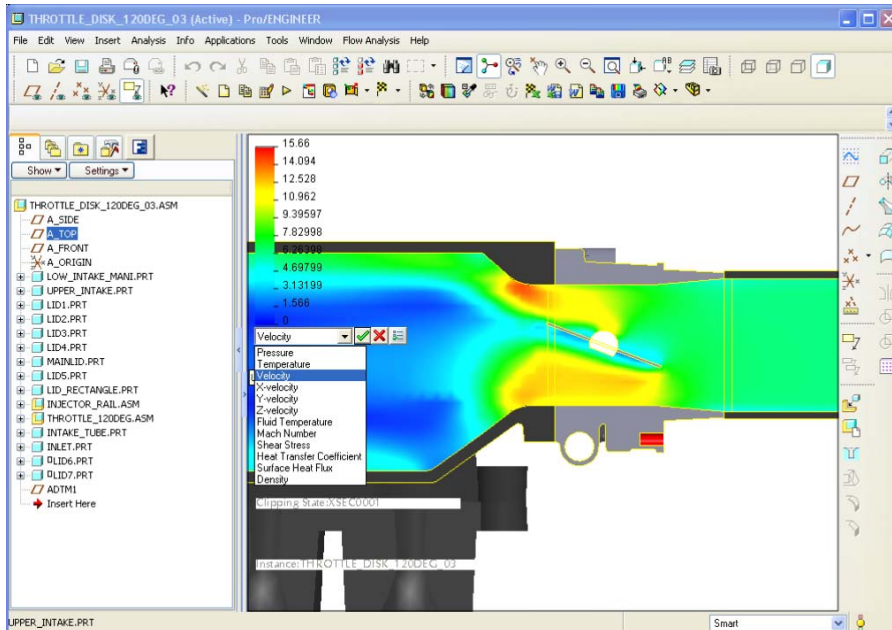 THROTTLE_DISK_120DEG_03 (Active) - Pro/ENGINEER
File Edit View Insert Analysis Info Applications Tools Window Flow Analysis Help
Show Settings
THROTTLE_DISK_120DEG_03.ASM
A_SIDE
A_TOP
A_FRONT
A_ORIGIN
LOW_INTAKE_MANI.PRT
UPPER_INTAKE.PRT
LID1.PRT
LID2.PRT
LID3.PRT
LID4.PRT
MAINLID.PRT
LID5.PRT
LID_RECTANGLE.PRT
INJECTOR_RAIL.ASM
THROTTLE_120DEG.ASM
INTAKE_TUBE.PRT
INLET.PRT
LID6.PRT
LID7.PRT
ADTM1
Insert Here
15.66
14.094
12.528
10.962
9.39597
7.82998
6.26398
4.69799
3.13199
1.566
0
Velocity
Pressure
Temperature
Velocity
X-velocity
Y-velocity
Z-velocity
Fluid Temperature
Mach Number
Shear Stress
Heat Transfer Coefficient
Surface Heat Flux
Density
Clipping State:XSEC0001
Instance:THROTTLE_DISK_120DEG_03
UPPER_INTAKE.PRT
Smart